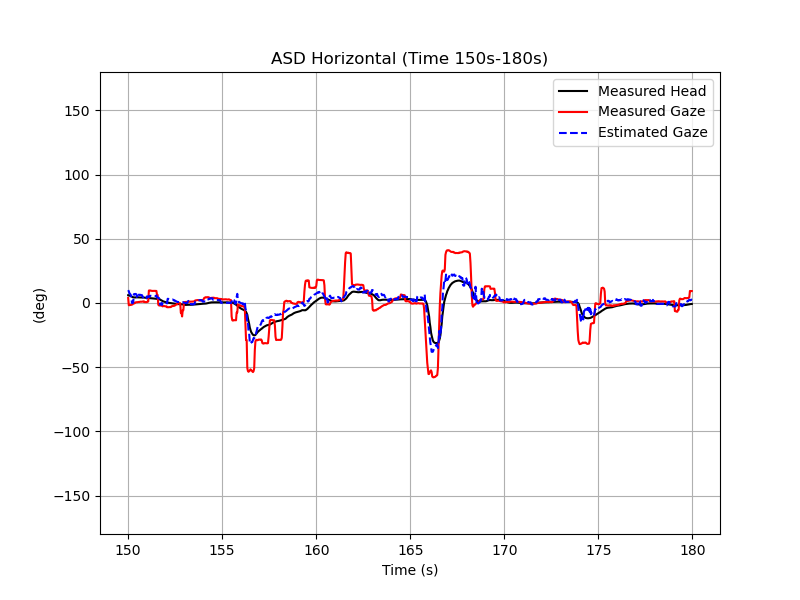 ASD Horizontal (Time 150s-180s)
Measured Head
Measured Gaze
Estimated Gaze
150
100
50
0
−50
−100
−150
(deg)
150 155 160 165 170 175 180
Time (s)